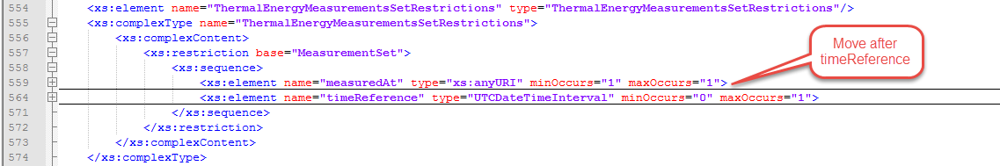 554 <xs:element name="ThermalEnergyMeasurementsSetRestrictions" type="ThermalEnergyMeasurementsSetRestrictions"/>
555 <xs:complexType name="ThermalEnergyMeasurementsSetRestrictions">
556 <xs:complexContent>
557 <xs:restriction base="MeasurementSet">
558 <xs:sequence>
559 <xs:element name="measuredAt" type="xs:anyURI" minOccurs="1" maxOccurs="1">
564 <xs:element name="timeReference" type="UTCDateTimeInterval" minOccurs="0" maxOccurs="1">
571 </xs:sequence>
572 </xs:restriction>
573 </xs:complexContent>
574 </xs:complexType>
Move after
timeReference